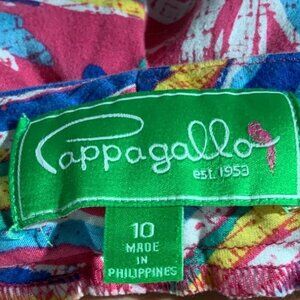 Pappagallo
est. 1953
10
MADE
IN
PHILIPPINES